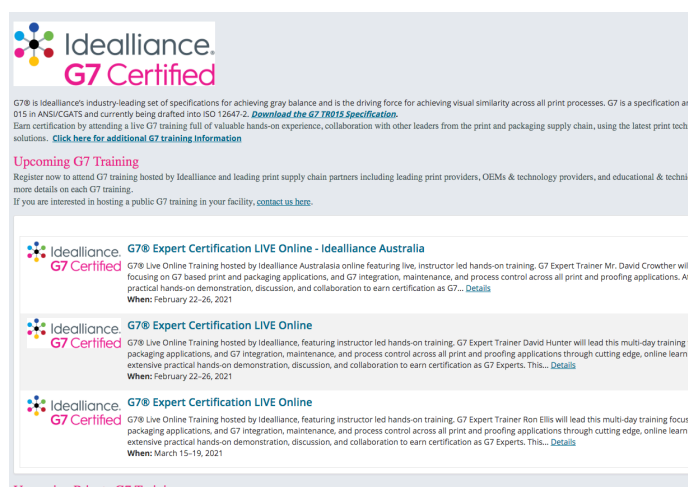 Idealliance.
G7 Certified
G7® is Idealliance's industry-leading set of specifications for achieving gray balance and is the driving force for achieving visual similarity across all print processes. G7 is a specification
015 in ANSI/CGATS and currently being drafted into ISO 12647-2. Download the G7 TR015 Specification.
Earn certification by attending a live G7 training full of valuable hands-on experience, collaboration with other leaders from the print and packaging supply chain, using the latest print
solutions. Click here for additional G7 training Information
Upcoming G7 Training
Register now to attend G7 training hosted by Idealliance and leading print supply chain partners including leading print providers, OEMs & technology providers, and educational &
more details on each G7 training.
If you are interested in hosting a public G7 training in your facility, contact us here.
Idealliance.
G7 Certified
G7® Expert Certification LIVE Online - Idealliance Australia
G7® Live Online Training hosted by Idealliance Australasia online featuring live, instructor led hands-on training. G7 Expert Trainer Mr. David Crowther
focusing on G7 based print and packaging applications, and G7 integration, maintenance, and process control across all print and proofing applications.
practical hands-on demonstration, discussion, and collaboration to earn certification as G7... Details
When: February 22–26, 2021
Idealliance.
G7 Certified
G7® Expert Certification LIVE Online
G7® Live Online Training hosted by Idealliance, featuring instructor led hands-on training. G7 Expert Trainer David Hunter will lead this multi-day training
packaging applications, and G7 integration, maintenance, and process control across all print and proofing applications through cutting edge, online
extensive practical hands-on demonstration, discussion, and collaboration to earn certification as G7 Experts. This... Details
When: February 22–26, 2021
Idealliance.
G7 Certified
G7® Expert Certification LIVE Online
G7® Live Online Training hosted by Idealliance, featuring instructor led hands-on training. G7 Expert Trainer Ron Ellis will lead this multi-day training
packaging applications, and G7 integration, maintenance, and process control across all print and proofing applications through cutting edge, online
extensive practical hands-on demonstration, discussion, and collaboration to earn certification as G7 Experts. This... Details
When: March 15–19, 2021